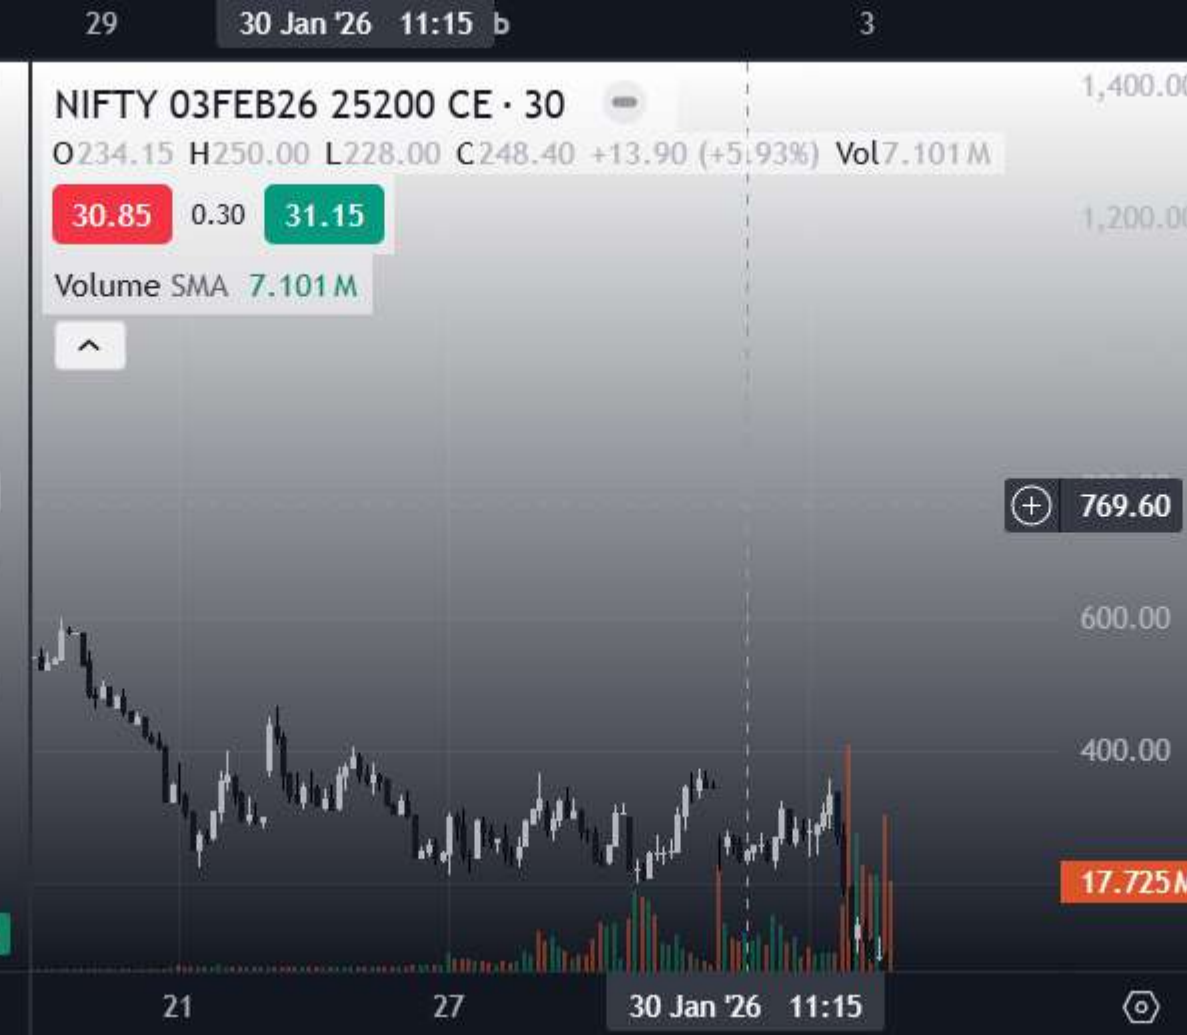 29 30 Jan '26 11:15 b 3
NIFTY 03FEB26 25200 CE · 30
1,400.00
O234.15 H250.00 L228.00 C248.40 +13.90 (+5.93%) Vol7.101 M
30.85 0.30 31.15
1,200.00
Volume SMA 7.101 M
769.60
600.00
400.00
17.725M
21 27 30 Jan '26 11:15